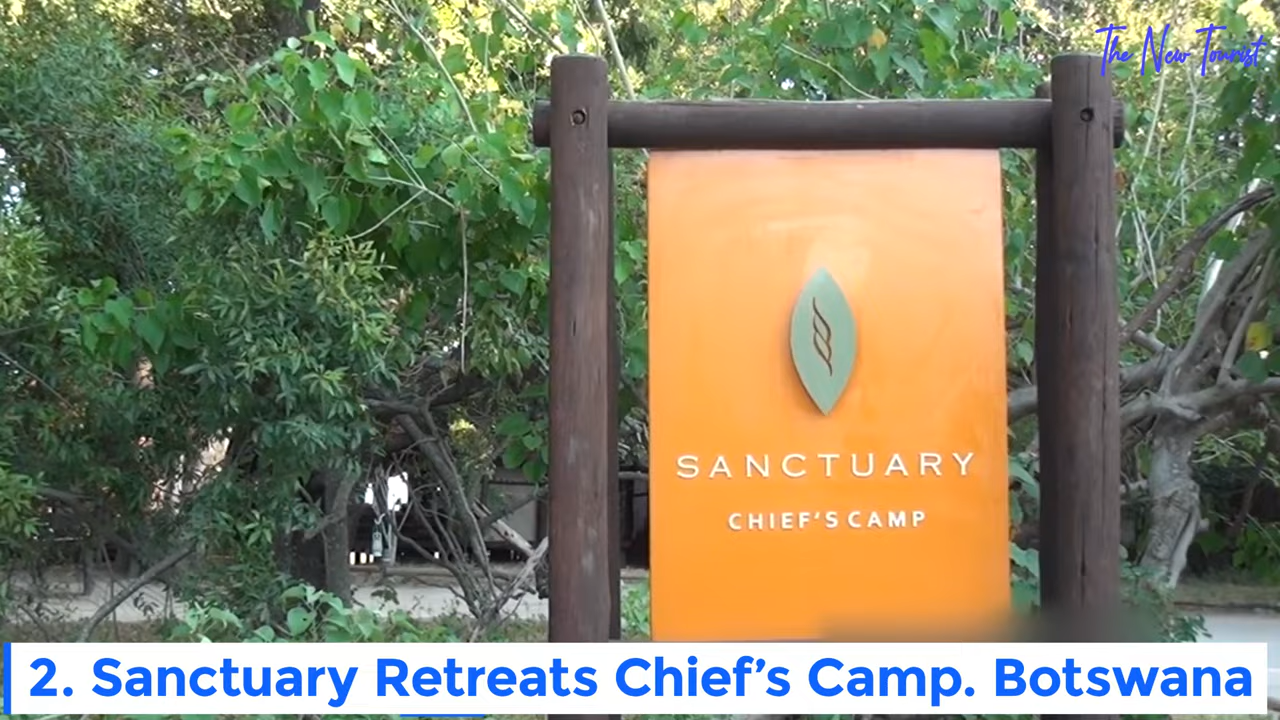 The New Tourist
SANCTUARY
CHIEF'S CAMP
2. Sanctuary Retreats Chief’s Camp. Botswana